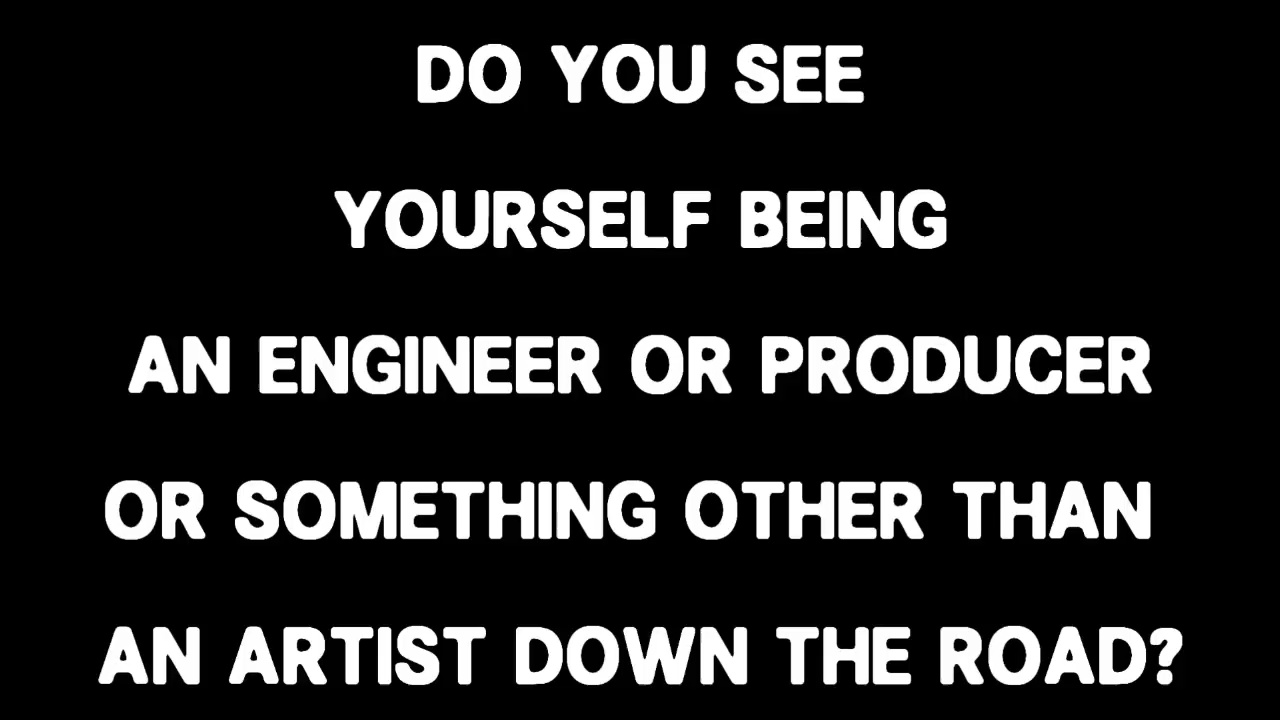 DO YOU SEE
YOURSELF BEING
AN ENGINEER OR PRODUCER
OR SOMETHING OTHER THAN
AN ARTIST DOWN THE ROAD?